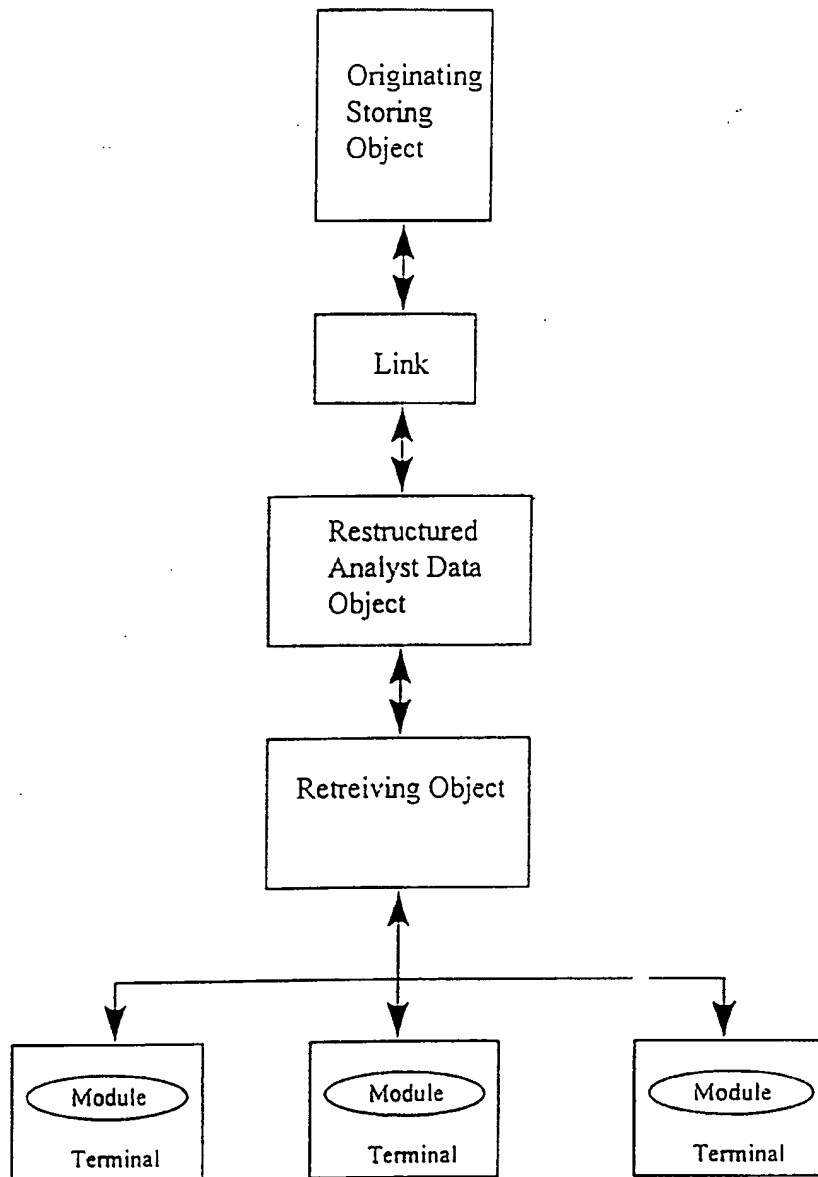 Originating
Storing
Object
Link
Restructured
Analyst Data
Object
Retreiving Object
Module
Terminal
Module
Terminal
Module
Terminal